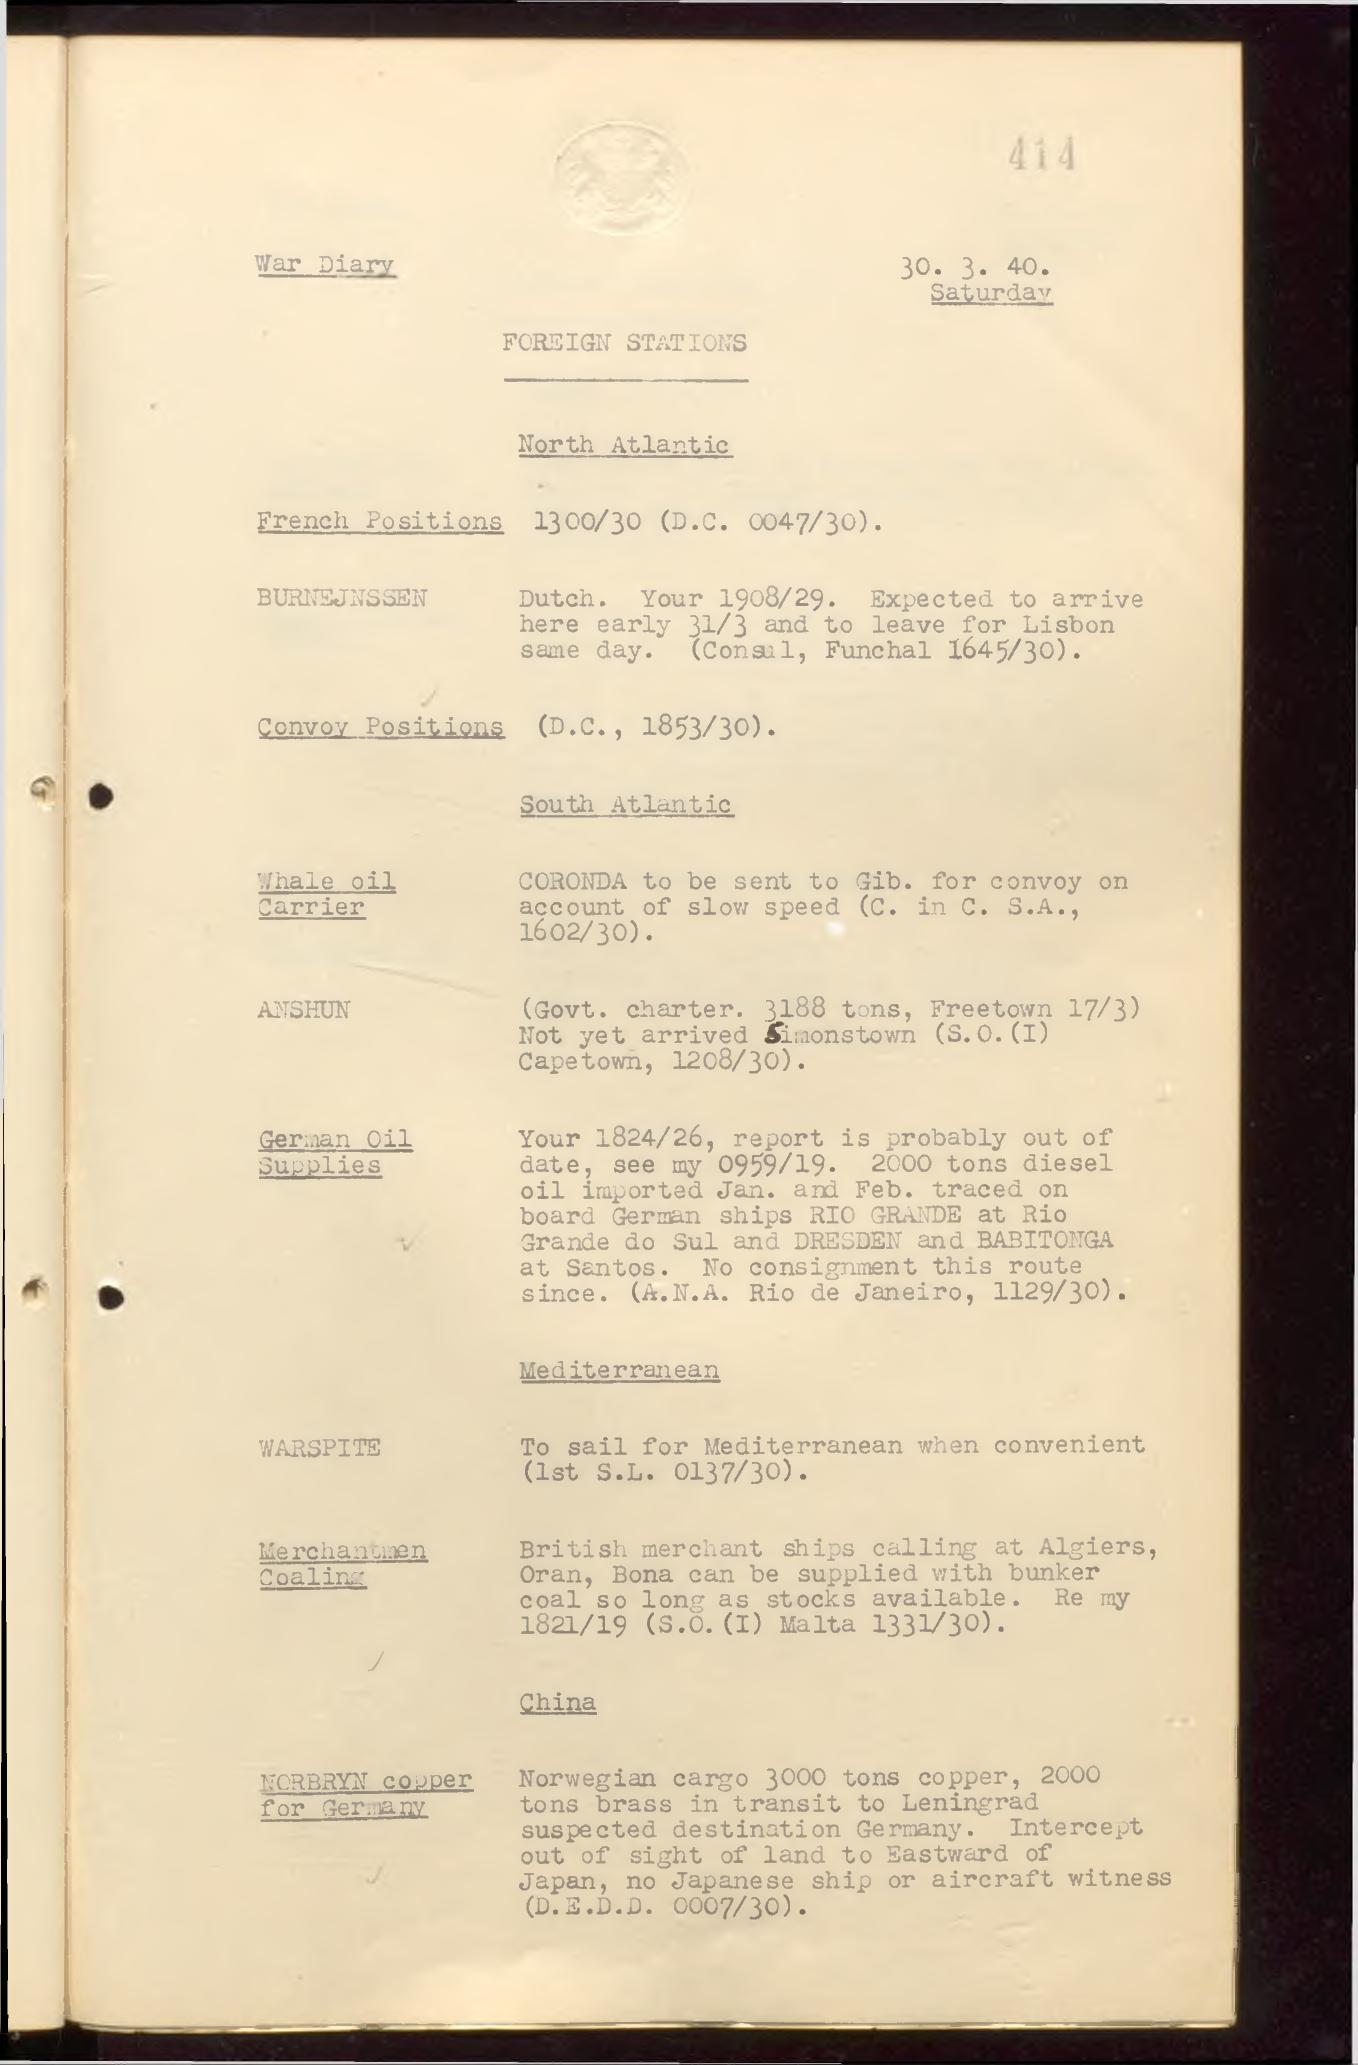 414
War Diary
30. 3. 40.
Saturday
FOREIGN STATIONS
North Atlantic
French Positions 1300/30 (D.C. 0047/30).
BURNEJNSSEN Dutch. Your 1908/29. Expected to arrive
here early 31/3 and to leave for Lisbon
same day. (Consul, Funchal 1645/30).
Convoy Positions (D.C., 1853/30).
South Atlantic
Whale oil CORONDA to be sent to Gib. for convoy on
Carrier account of slow speed (C. in C. S.A.,
1602/30).
ANSHUN (Govt. charter. 3188 tons, Freetown 17/3)
Not yet arrived Simonstown (S.O.(I)
Capetown, 1208/30).
German Oil Your 1824/26, report is probably out of
Supplies date, see my 0959/19. 2000 tons diesel
oil imported Jan. and Feb. traced on
board German ships RIO GRANDE at Rio
Grande do Sul and DRESDEN and BABITONGA
at Santos. No consignment this route
since. (A.N.A. Rio de Janeiro, 1129/30).
Mediterranean
WARSPITE To sail for Mediterranean when convenient
(1st S.L. 0137/30).
Merchantmen British merchant ships calling at Algiers,
Coaling Oran, Bona can be supplied with bunker
coal so long as stocks available. Re my
1821/19 (S.O.(I) Malta 1331/30).
China
NORBRYN copper Norwegian cargo 3000 tons copper, 2000
for Germany tons brass in transit to Leningrad
suspected destination Germany. Intercept
out of sight of land to Eastward of
Japan, no Japanese ship or aircraft witness
(D.E.D.D. 0007/30).